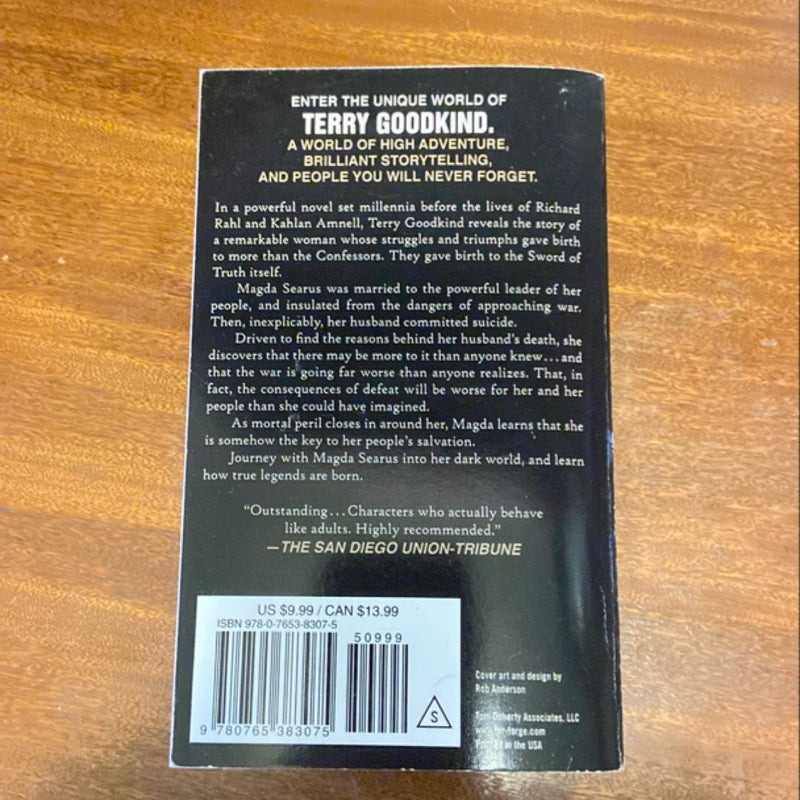 ENTER THE UNIQUE WORLD OF
TERRY GOODKIND.
A WORLD OF HIGH ADVENTURE,
BRILLIANT STORYTELLING,
AND PEOPLE YOU WILL NEVER FORGET.
In a powerful novel set millennia before the lives of Richard
Rahl and Kahlan Amnell, Terry Goodkind reveals the story of
a remarkable woman whose struggles and triumphs gave birth
to more than the Confessors. They gave birth to the Sword of
Truth itself.
Magda Searus was married to the powerful leader of her
people, and insulated from the dangers of approaching war.
Then, inexplicably, her husband committed suicide.
Driven to find the reasons behind her husband's death, she
discovers that there may be more to it than anyone knew...and
that the war is going far worse than anyone realizes. That, in
fact, the consequences of defeat will be worse for her and her
people than she could have imagined.
As mortal peril closes in around her, Magda learns that she
is somehow the key to her people's salvation.
Journey with Magda Searus into her dark world, and learn
how true legends are born.
"Outstanding...Characters who actually behave
like adults. Highly recommended."
—THE SAN DIEGO UNION-TRIBUNE
US $9.99 / CAN $13.99
ISBN 978-0-7653-8307-5
50999
9 780765 383075
S
Cover art and design by
Rob Anderson
Tom Doherty Associates, LLC
www.tor-forge.com
Printed in the USA